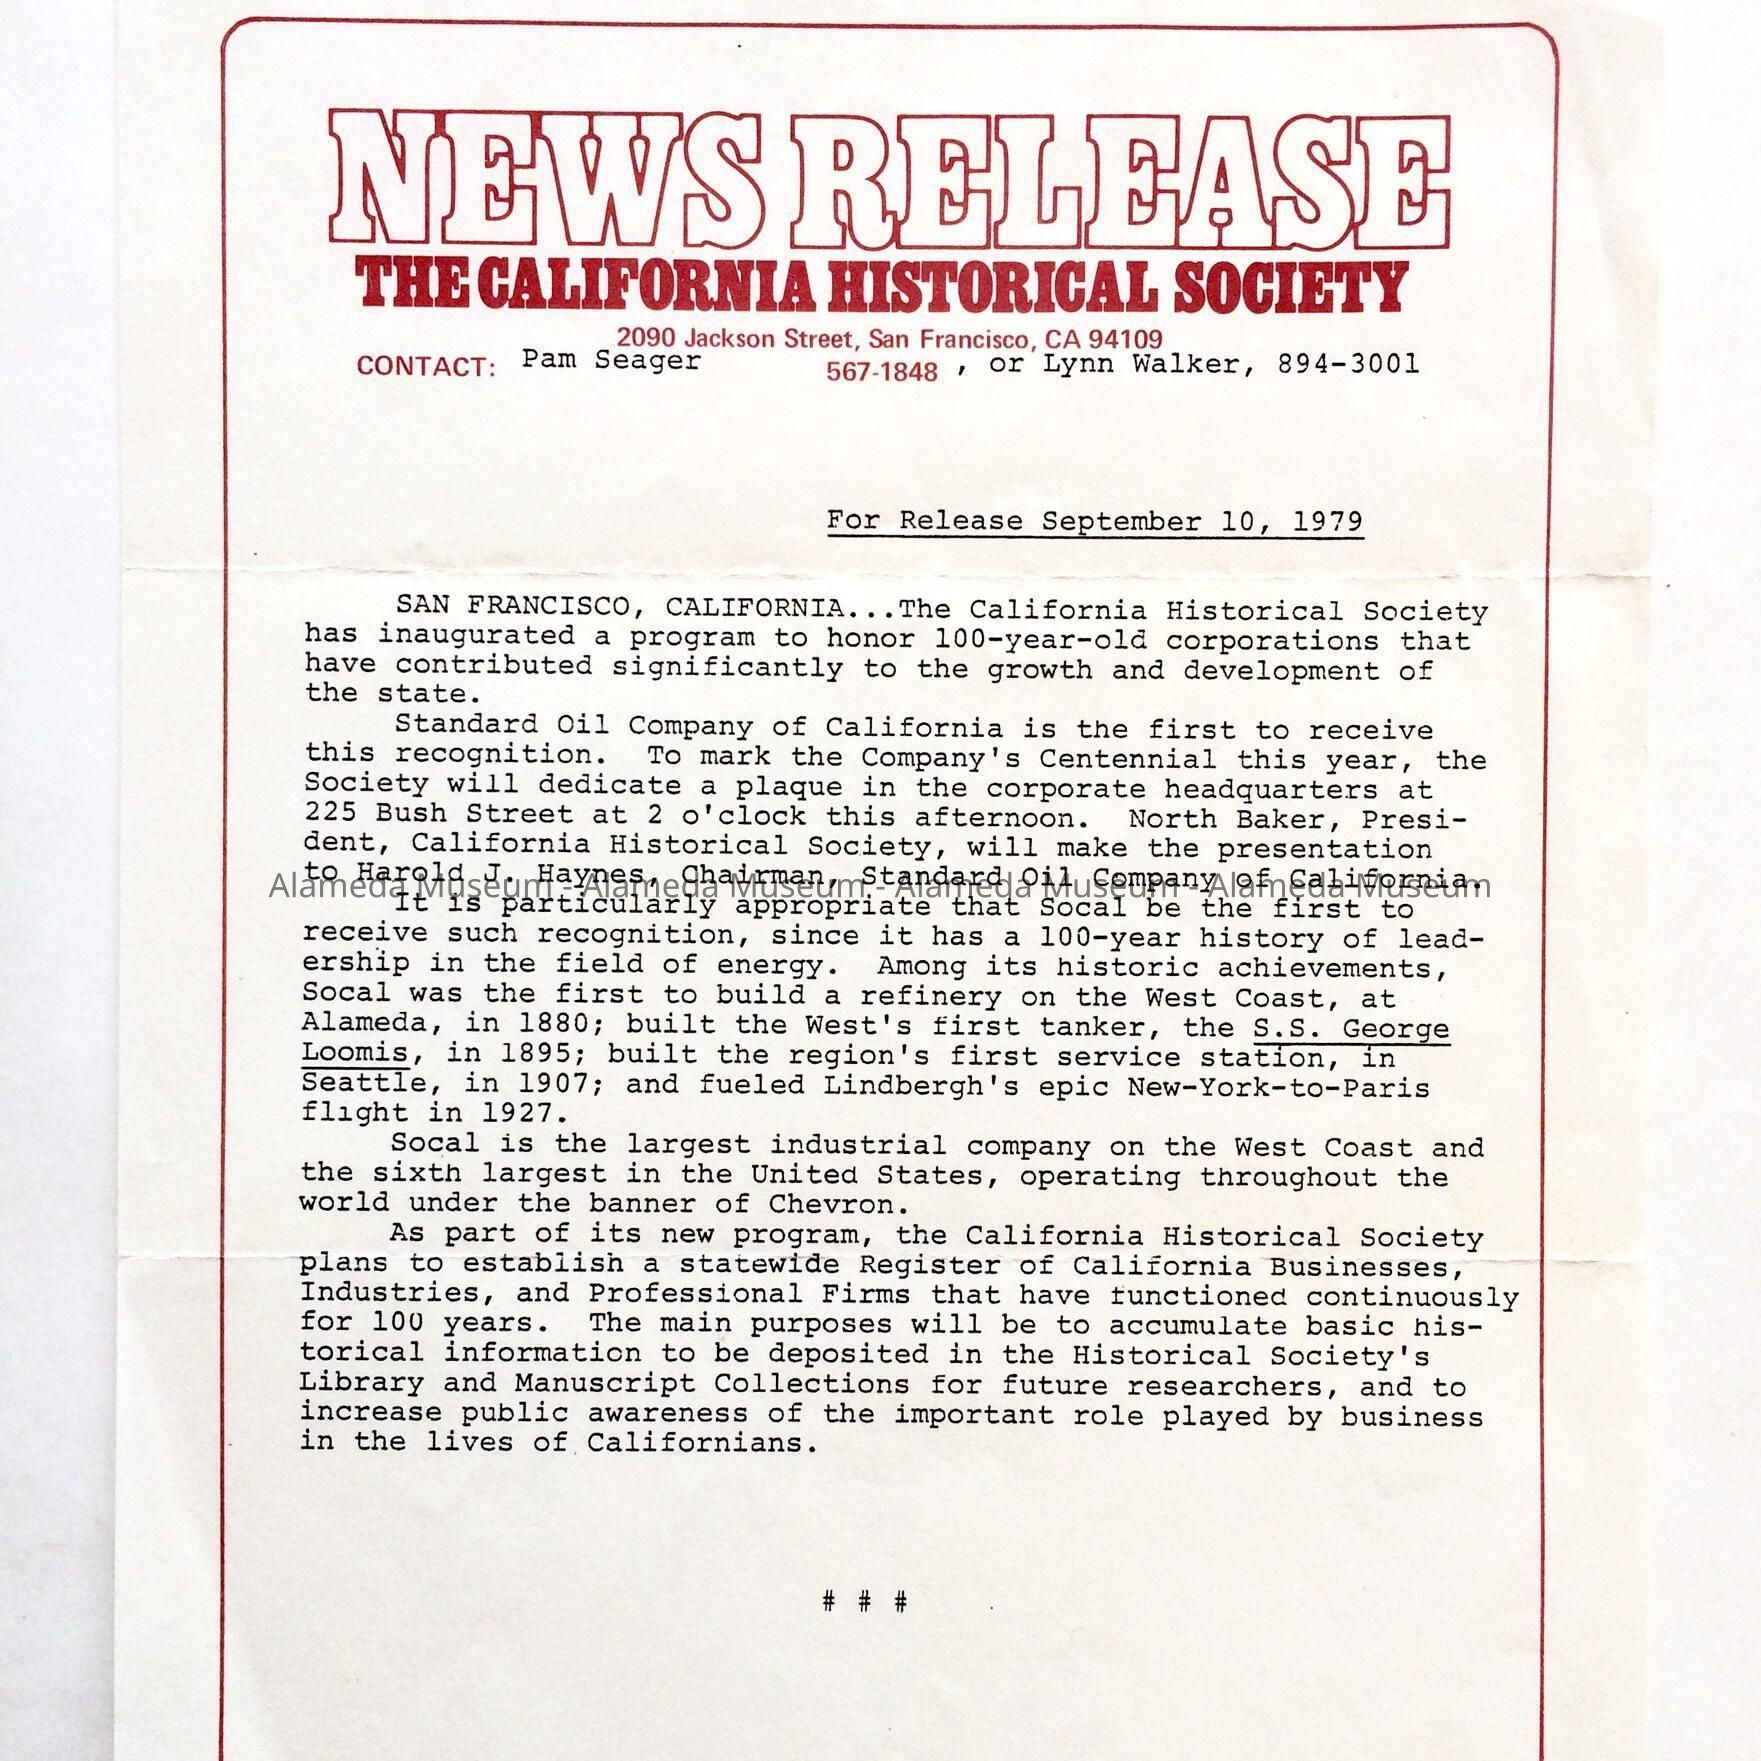 NEWS RELEASE
THE CALIFORNIA HISTORICAL SOCIETY
2090 Jackson Street, San Francisco, CA 94109
CONTACT: Pam Seager 567-1848 , or Lynn Walker, 894-3001
For Release September 10, 1979
SAN FRANCISCO, CALIFORNIA...The California Historical Society
has inaugurated a program to honor 100-year-old corporations that
have contributed significantly to the growth and development of
the state.
Standard Oil Company of California is the first to receive
this recognition. To mark the Company's Centennial this year, the
Society will dedicate a plaque in the corporate headquarters at
225 Bush Street at 2 o'clock this afternoon. North Baker, Presi-
dent, California Historical Society, will make the presentation
to Harold J. Haynes, Chairman, Standard Oil Company of California.
Alameda Museum - Alameda Museum - Alameda Museum - Alameda Museum
It is particularly appropriate that Socal be the first to
receive such recognition, since it has a 100-year history of lead-
ership in the field of energy. Among its historic achievements,
Socal was the first to build a refinery on the West Coast, at
Alameda, in 1880; built the West's first tanker, the S.S. George
Loomis, in 1895; built the region's first service station, in
Seattle, in 1907; and fueled Lindbergh's epic New-York-to-Paris
flight in 1927.
Socal is the largest industrial company on the West Coast and
the sixth largest in the United States, operating throughout the
world under the banner of Chevron.
As part of its new program, the California Historical Society
plans to establish a statewide Register of California Businesses,
Industries, and Professional Firms that have functioned continuously
for 100 years. The main purposes will be to accumulate basic his-
torical information to be deposited in the Historical Society's
Library and Manuscript Collections for future researchers, and to
increase public awareness of the important role played by business
in the lives of Californians.
# # #